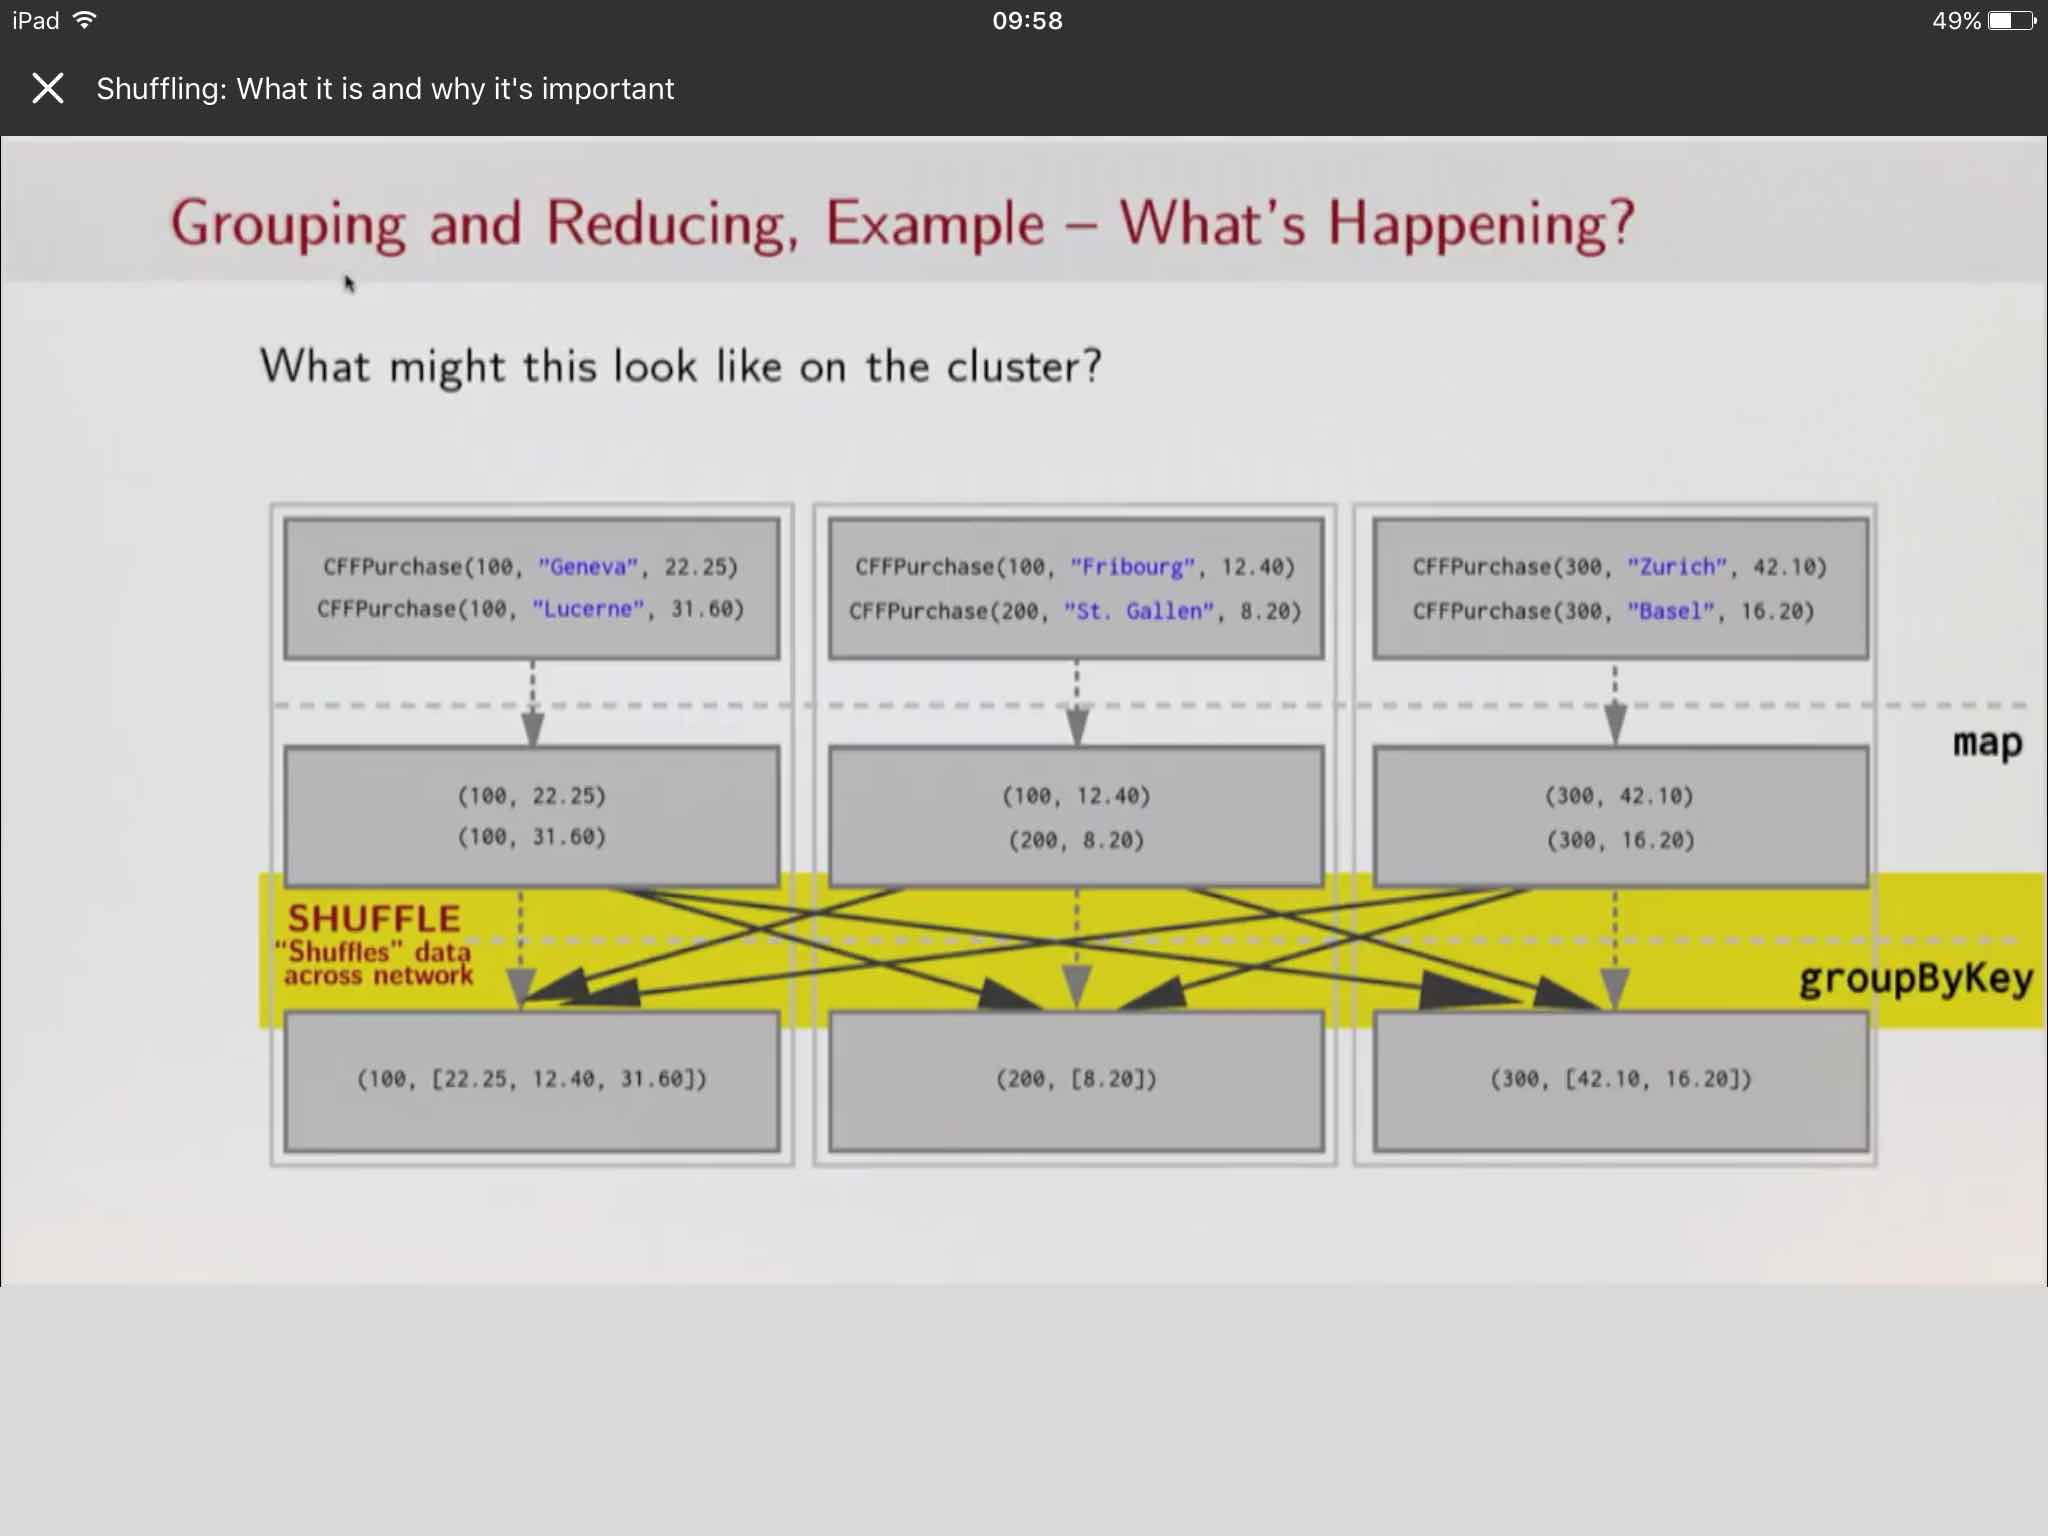 iPad 09:58 49%
Shuffling: What it is and why it's important
Grouping and Reducing, Example – What's Happening?
What might this look like on the cluster?
CFFPurchase(100, "Geneva", 22.25)
CFFPurchase(100, "Lucerne", 31.60)
CFFPurchase(100, "Fribourg", 12.40)
CFFPurchase(200, "St. Gallen", 8.20)
CFFPurchase(300, "Zurich", 42.10)
CFFPurchase(300, "Basel", 16.20)
map
(100, 22.25)
(100, 31.60)
(100, 12.40)
(200, 8.20)
(300, 42.10)
(300, 16.20)
SHUFFLE
"Shuffles" data
across network
groupByKey
(100, [22.25, 12.40, 31.60])
(200, [8.20])
(300, [42.10, 16.20])